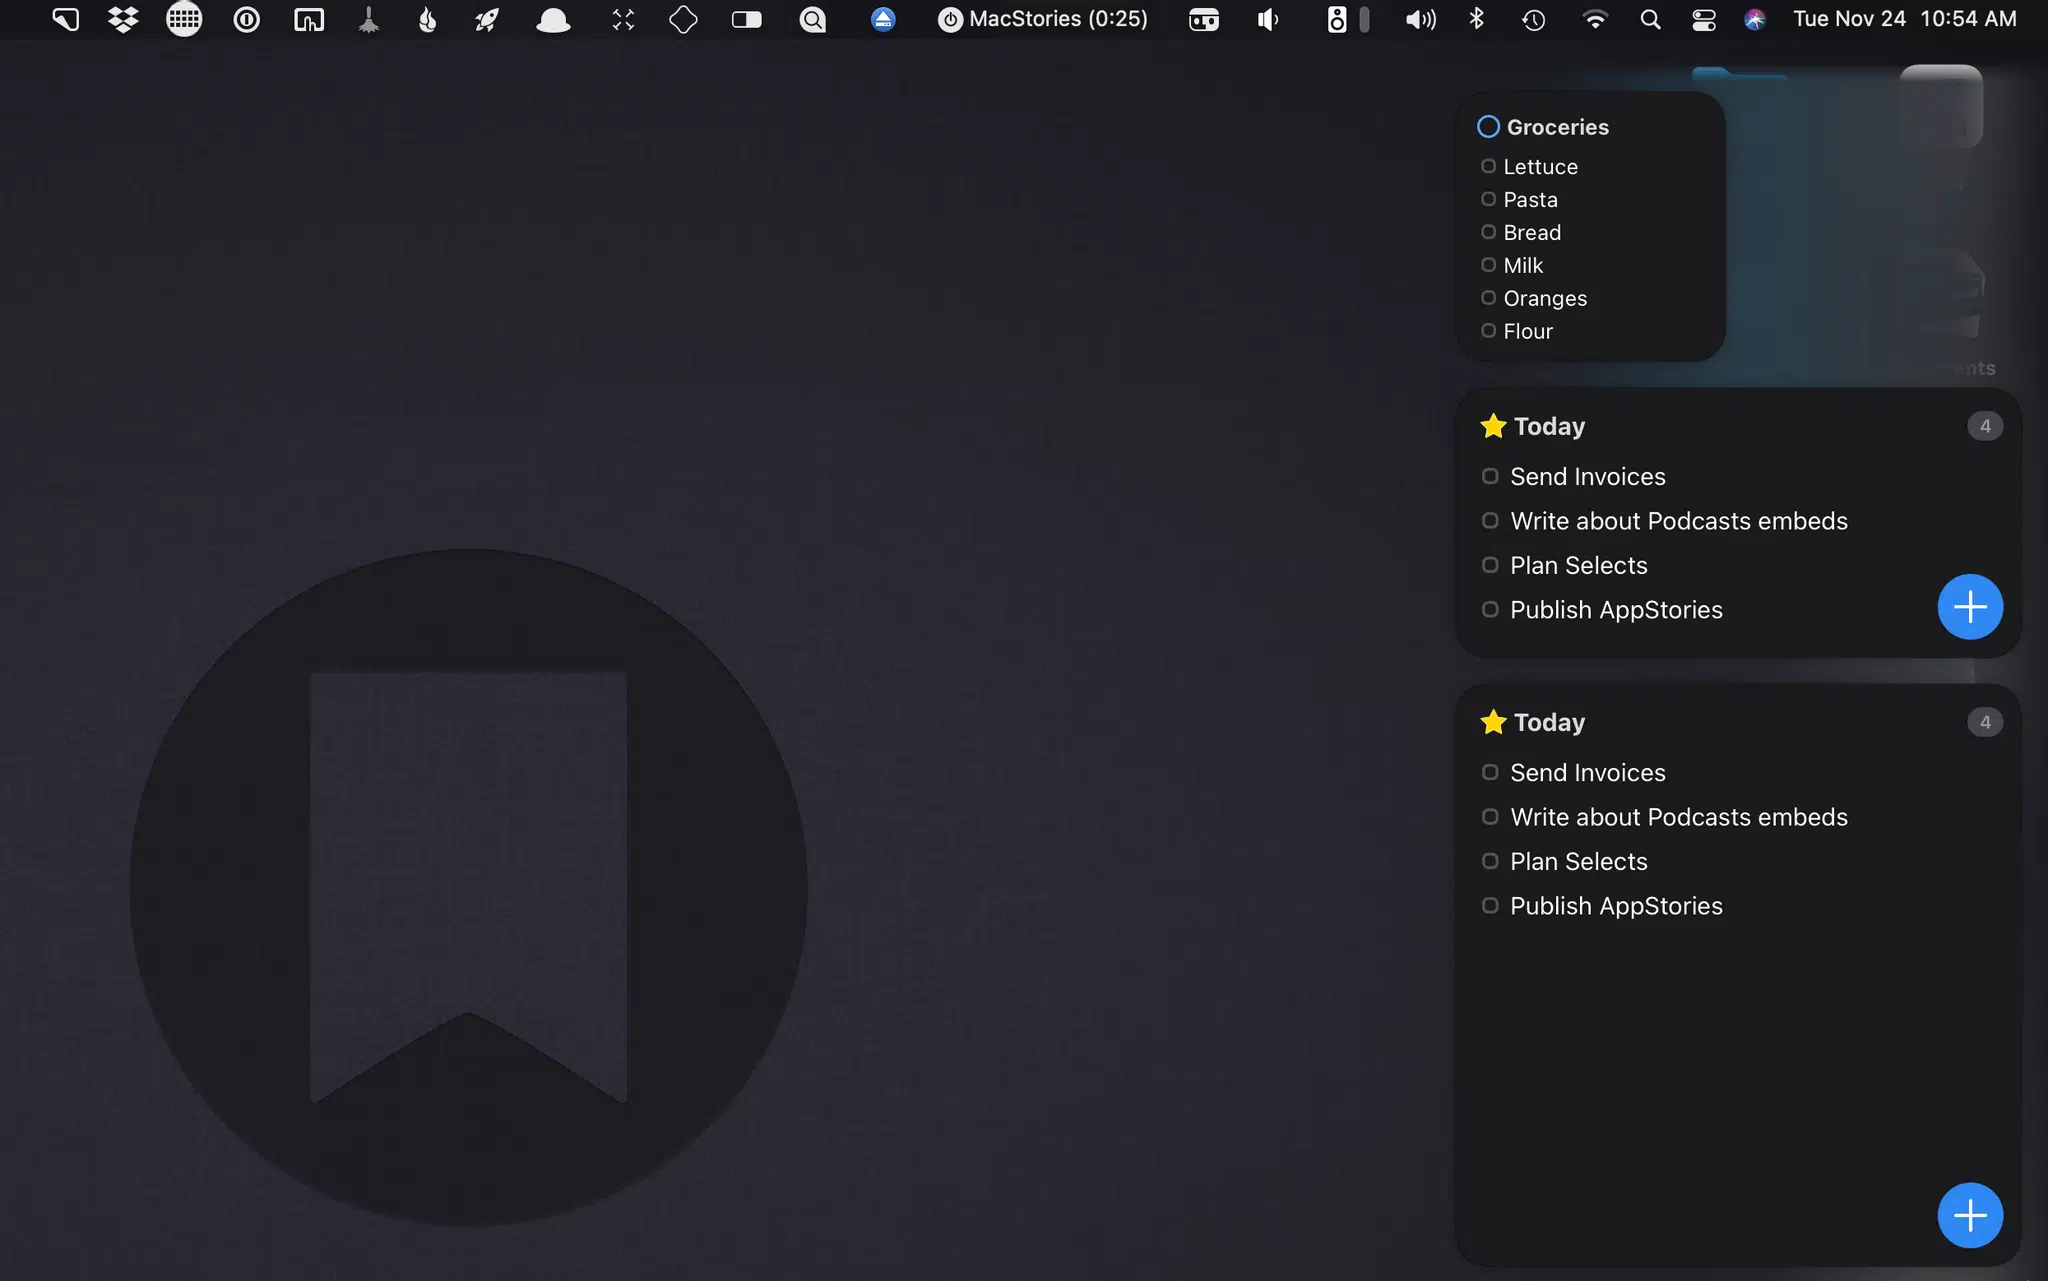 MacStories (0:25)
Tue Nov 24 10:54 AM
Groceries
Lettuce
Pasta
Bread
Milk
Oranges
Flour
Today
4
Send Invoices
Write about Podcasts embeds
Plan Selects
Publish AppStories
Today
4
Send Invoices
Write about Podcasts embeds
Plan Selects
Publish AppStories